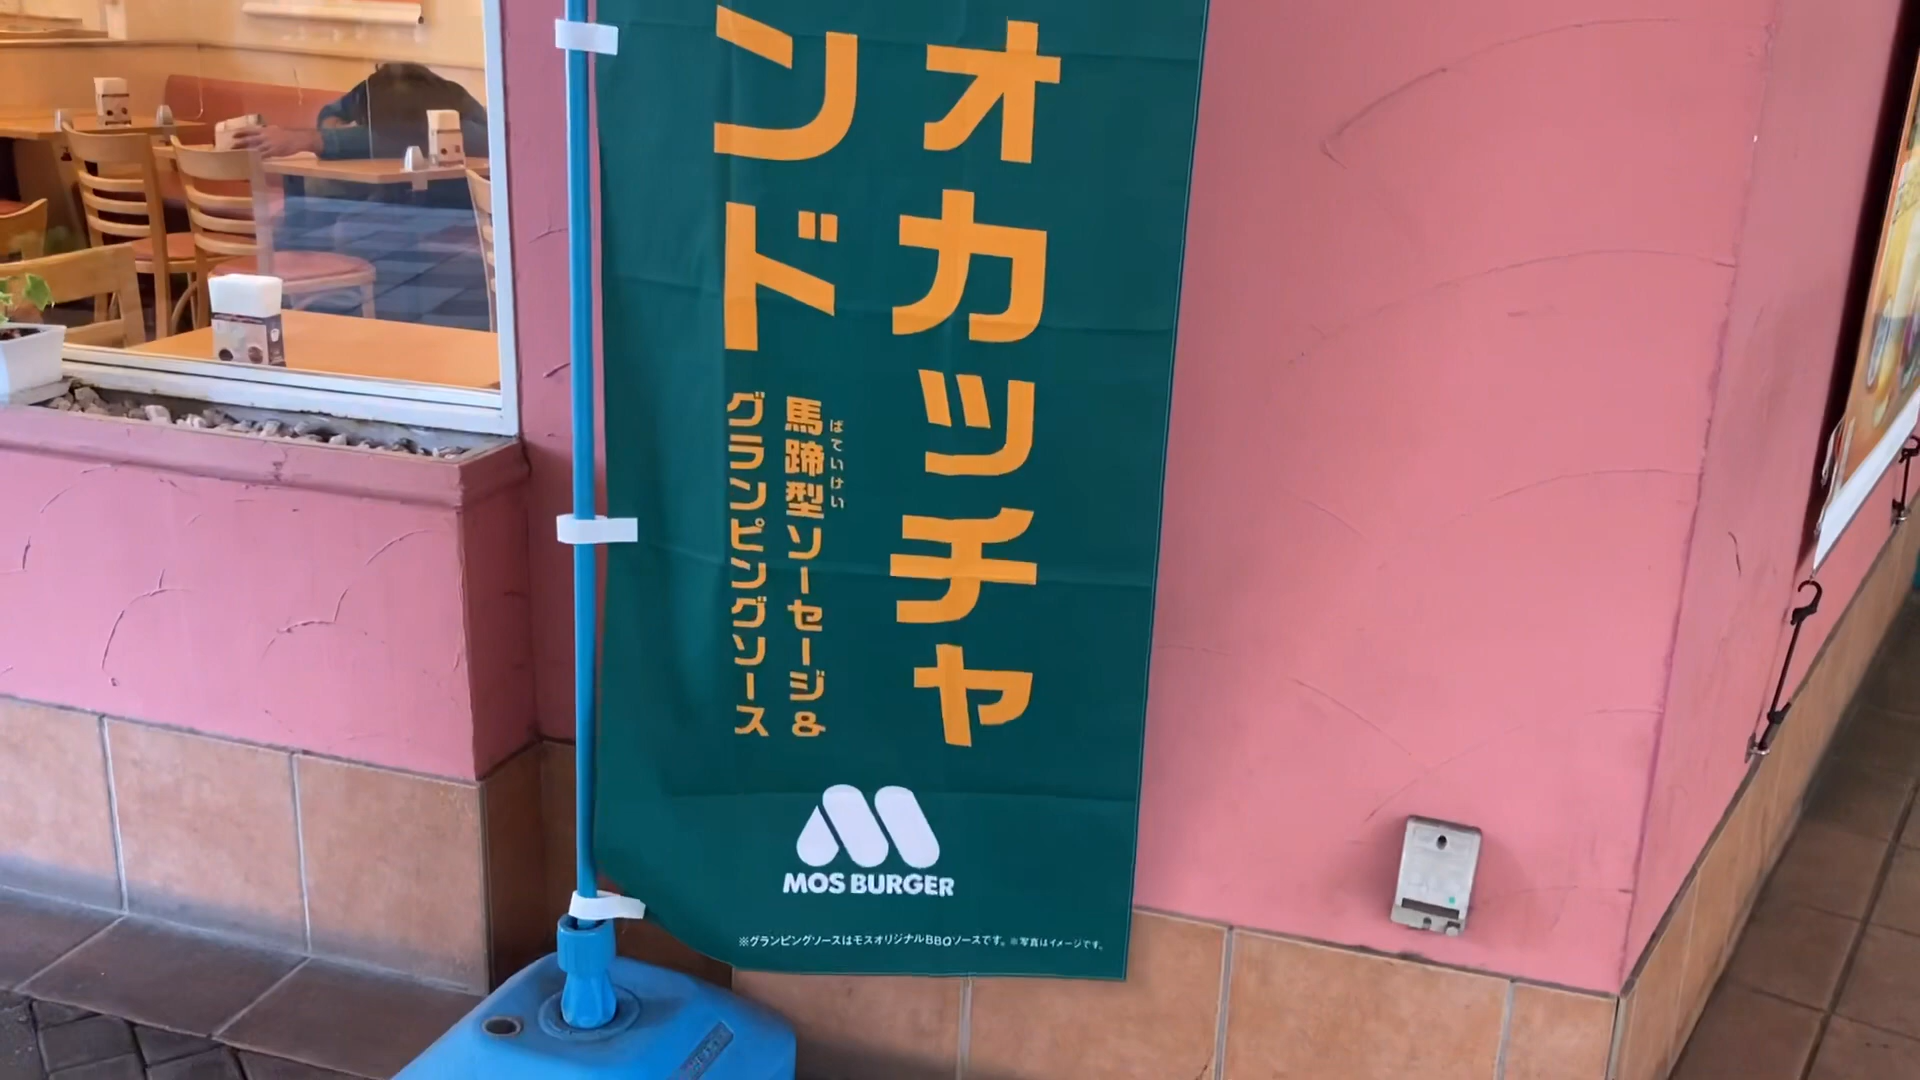 ォカッチャ
ンド
ばていけい
馬蹄型ソーセージ&
グランピングソース
MOS BURGER
※グランピングソースはモスオリジナルBBQソースです。※写真はイメージです。